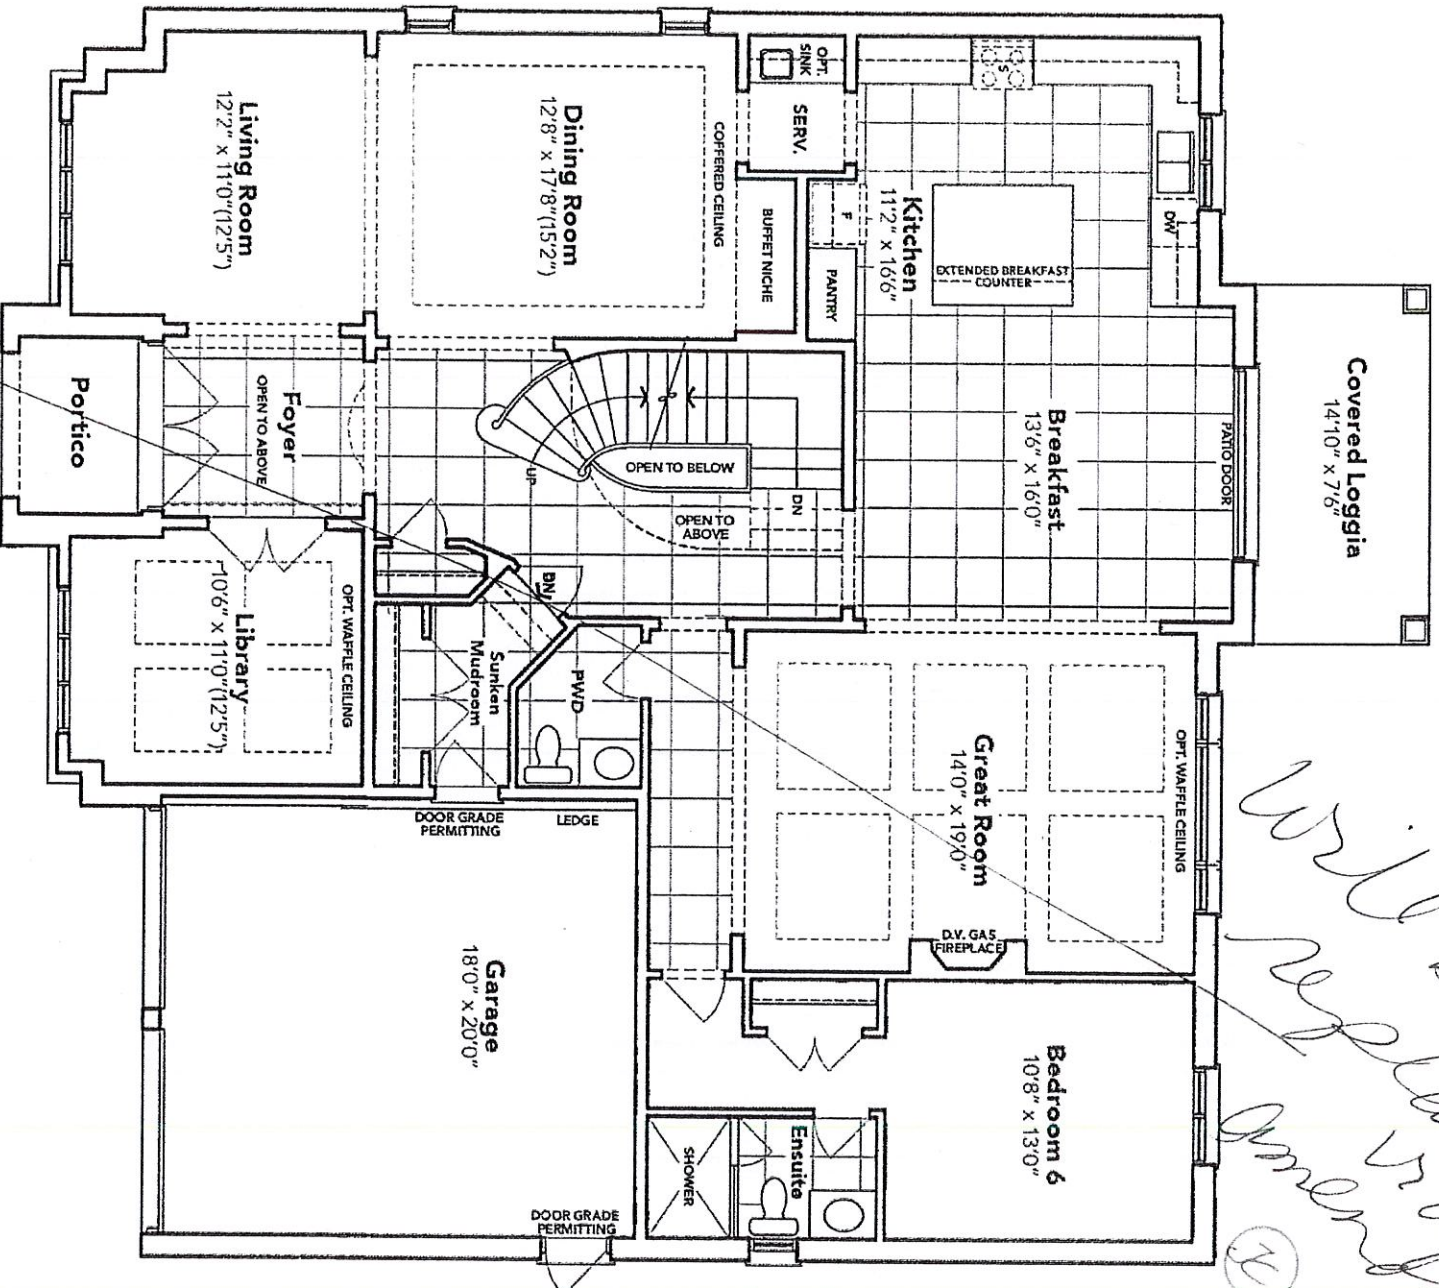 Covered Loggia
14'10" x 7'6"
PATIO DOOR
Breakfast
13'6" x 16'0"
Kitchen
11'2" x 16'6"
EXTENDED BREAKFAST
COUNTER
DW
S
F
PANTRY
OPT.
SINK
SERV.
BUFFET NICHE
COFFERED CEILING
Dining Room
12'8" x 17'8"(15'2")
Living Room
12'2" x 11'0"(12'5")
OPT. WAFFLE CEILING
Great Room
14'0" x 19'0"
D.V. GAS
FIREPLACE
Bedroom 6
10'8" x 13'0"
Ensuite
SHOWER
OPEN TO BELOW
OPEN TO
ABOVE
DN
UP
DN
PWD
Sunken
Mudroom
Foyer
OPEN TO ABOVE
Portico
OPT. WAFFLE CEILING
Library
10'6" x 11'0"(12'5")
DOOR GRADE
PERMITTING
LEDGE
Garage
18'0" x 20'0"
DOOR GRADE
PERMITTING